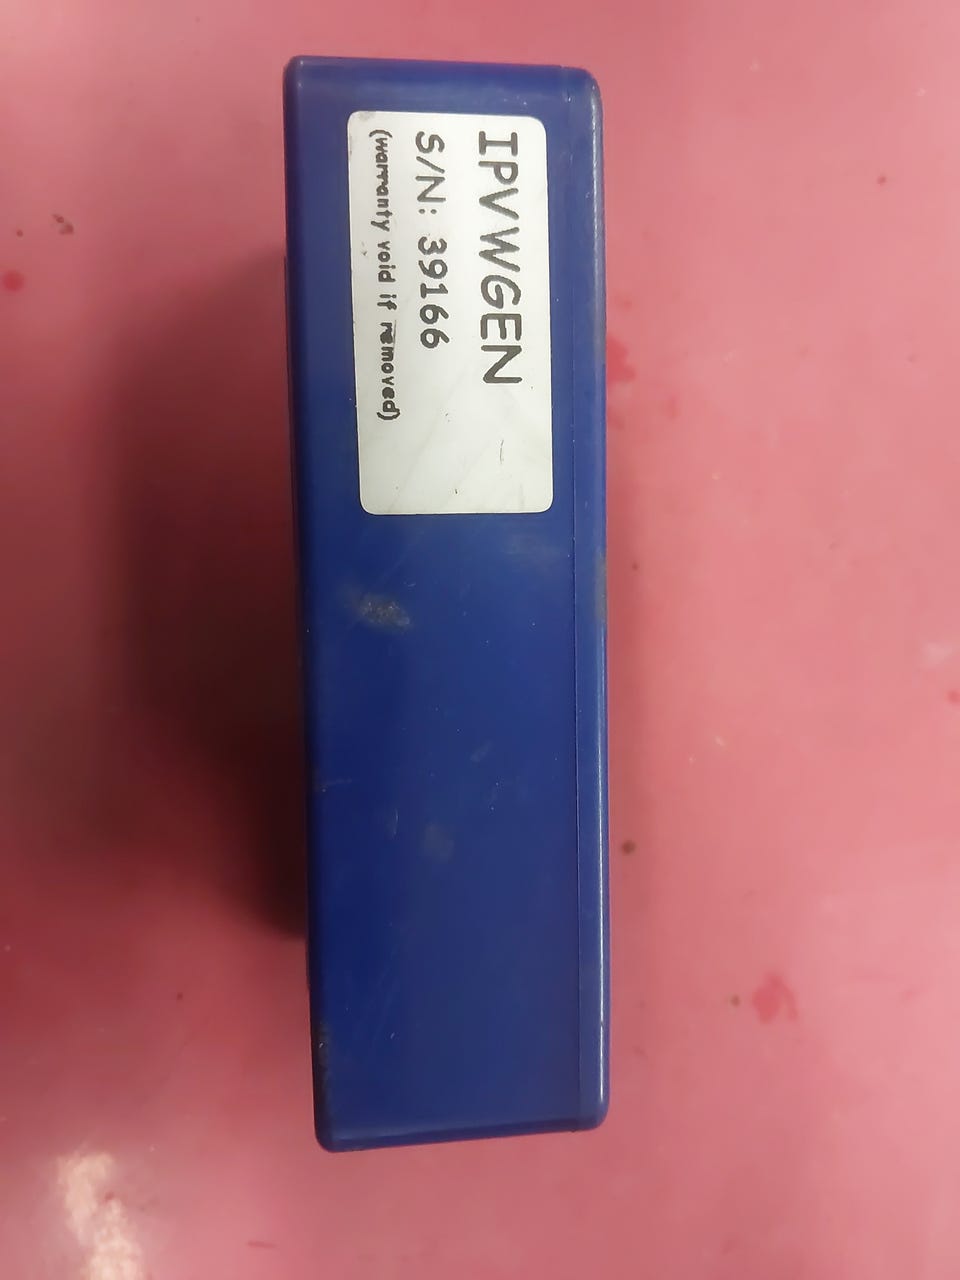 IPVWGEN
S/N: 39166
(warranty void if removed)